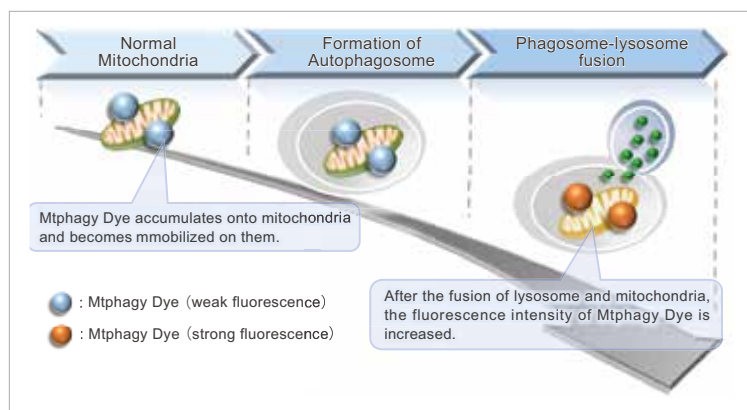 Normal
Mitochondria
Formation of
Autophagosome
Phagosome-lysosome
fusion
Mtphagy Dye accumulates onto mitochondria
and becomes mmobilized on them.
: Mtphagy Dye (weak fluorescence)
: Mtphagy Dye (strong fluorescence)
After the fusion of lysosome and mitochondria,
the fluorescence intensity of Mtphagy Dye is
increased.